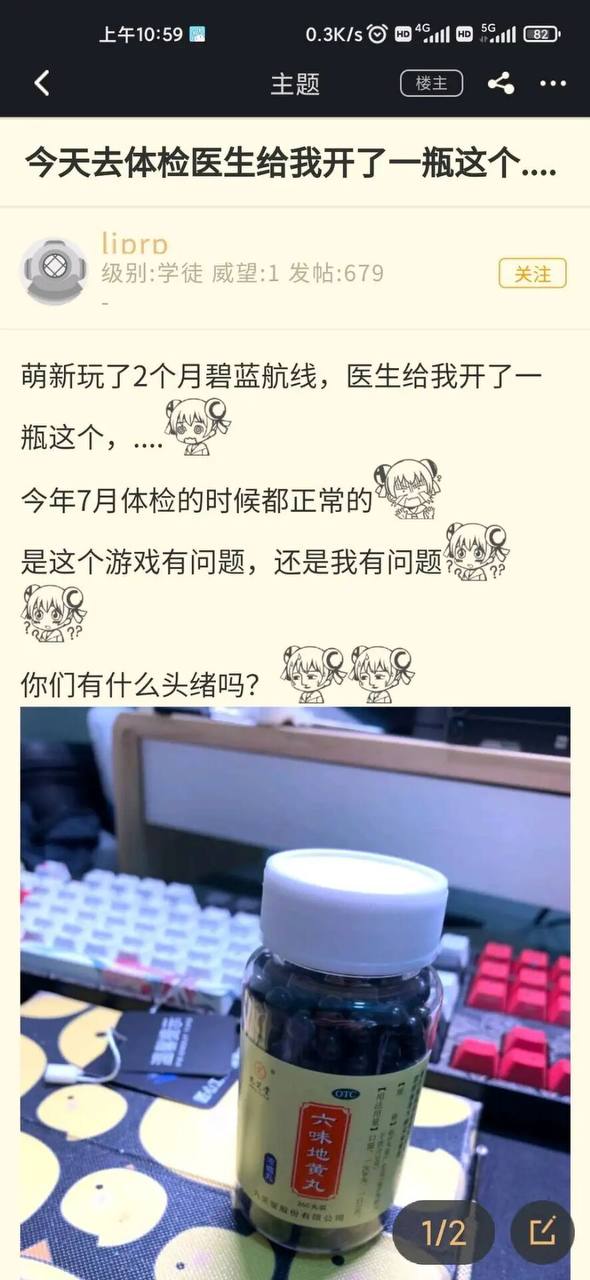 上午10:59
0.3K/s HD 4G HD 5G 82
主题
楼主
今天去体检医生给我开了一瓶这个....
liprp
级别:学徒 威望:1 发帖:679
关注
-
萌新玩了2个月碧蓝航线，医生给我开了一
瓶这个，....
今年7月体检的时候都正常的
是这个游戏有问题，还是我有问题
你们有什么头绪吗？
OTC
六味地黄丸
浓缩丸
1/2